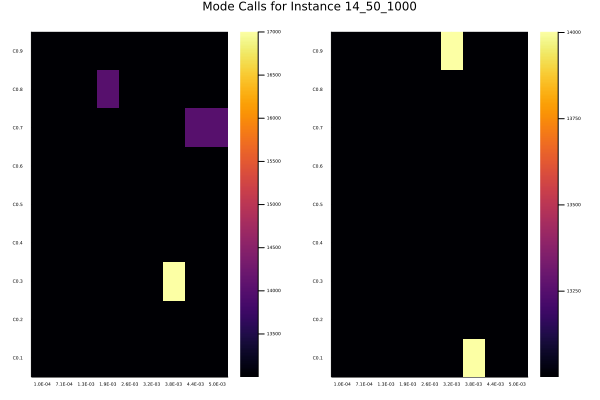 Mode Calls for Instance 14_50_1000
C0.9
C0.8
C0.7
C0.6
C0.5
C0.4
C0.3
C0.2
C0.1
1.0E-04 7.1E-04 1.3E-03 1.9E-03 2.6E-03 3.2E-03 3.8E-03 4.4E-03 5.0E-03
17000
16500
16000
15500
15000
14500
14000
13500
C0.9
C0.8
C0.7
C0.6
C0.5
C0.4
C0.3
C0.2
C0.1
1.0E-04 7.1E-04 1.3E-03 1.9E-03 2.6E-03 3.2E-03 3.8E-03 4.4E-03 5.0E-03
14000
13750
13500
13250